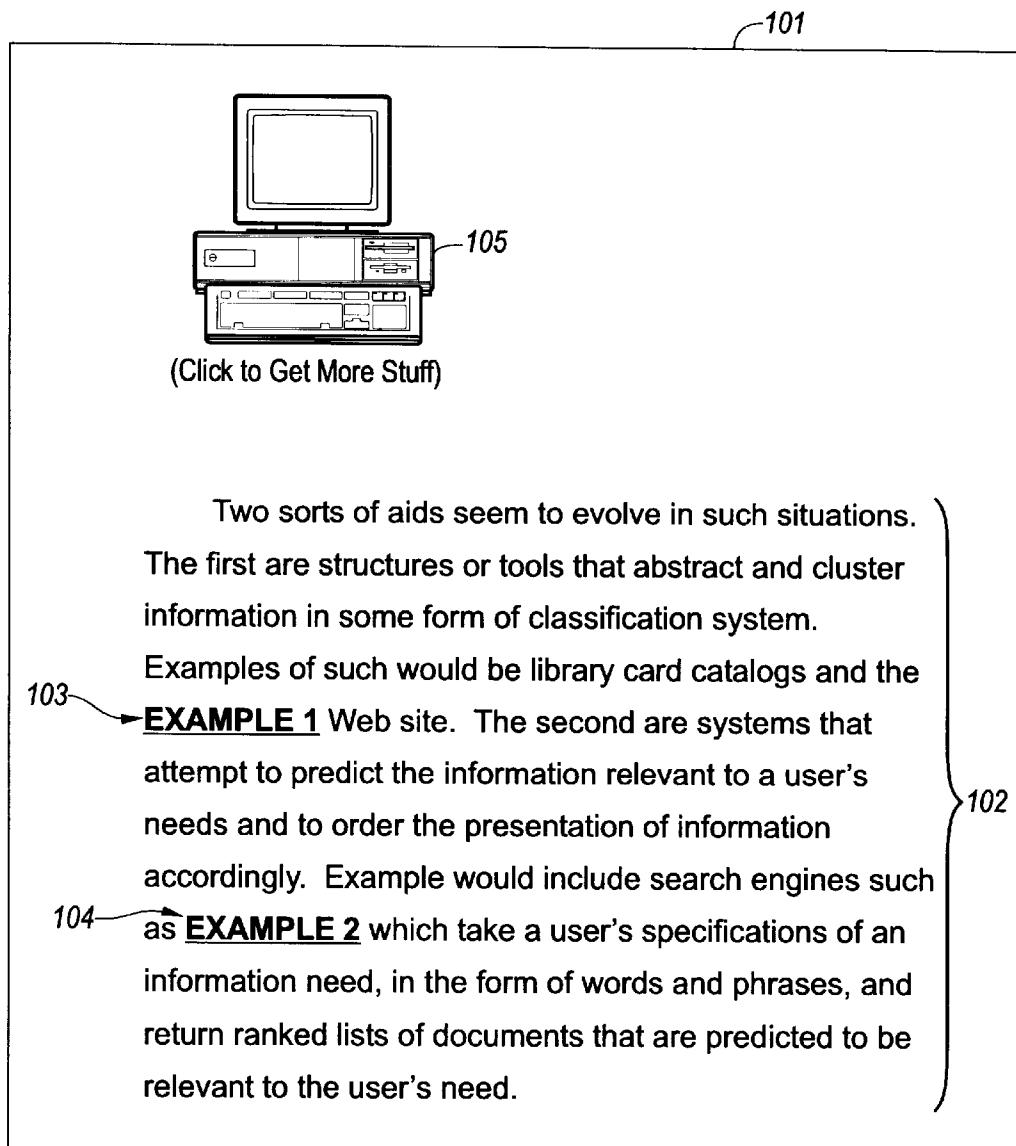 101
105
(Click to Get More Stuff)
Two sorts of aids seem to evolve in such situations.
The first are structures or tools that abstract and cluster
information in some form of classification system.
Examples of such would be library card catalogs and the
103
EXAMPLE 1 Web site. The second are systems that
attempt to predict the information relevant to a user's
102
needs and to order the presentation of information
accordingly. Example would include search engines such
104
as EXAMPLE 2 which take a user's specifications of an
information need, in the form of words and phrases, and
return ranked lists of documents that are predicted to be
relevant to the user's need.